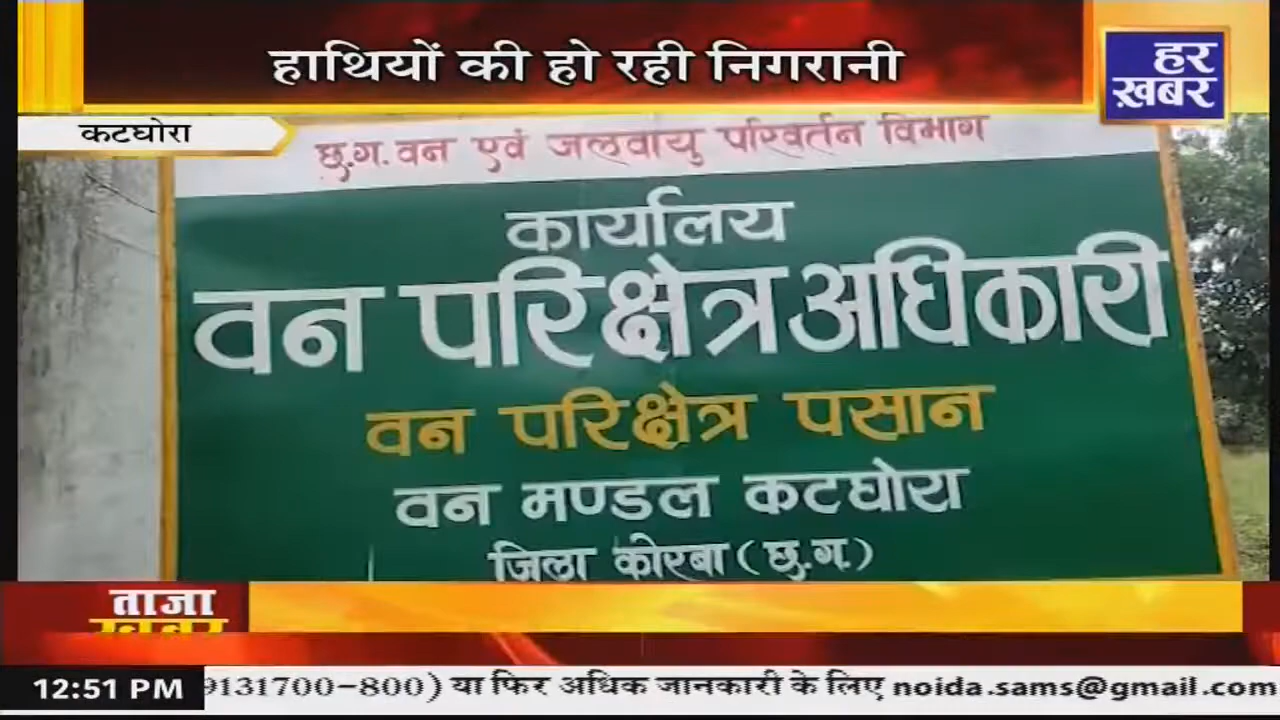 हाथियों की हो रही निगरानी
हर
ख़बर
कटघोरा
छ.ग. वन एवं जलवायु परिवर्तन विभाग
कार्यालय
वन परिक्षेत्र अधिकारी
वन परिक्षेत्र पसान
वन मण्डल कटघोरा
जिला कोरबा (छ.ग.)
ताजा
खबर
12:51 PM
9131700-800) या फिर अधिक जानकारी के लिए noida.sams@gmail.com